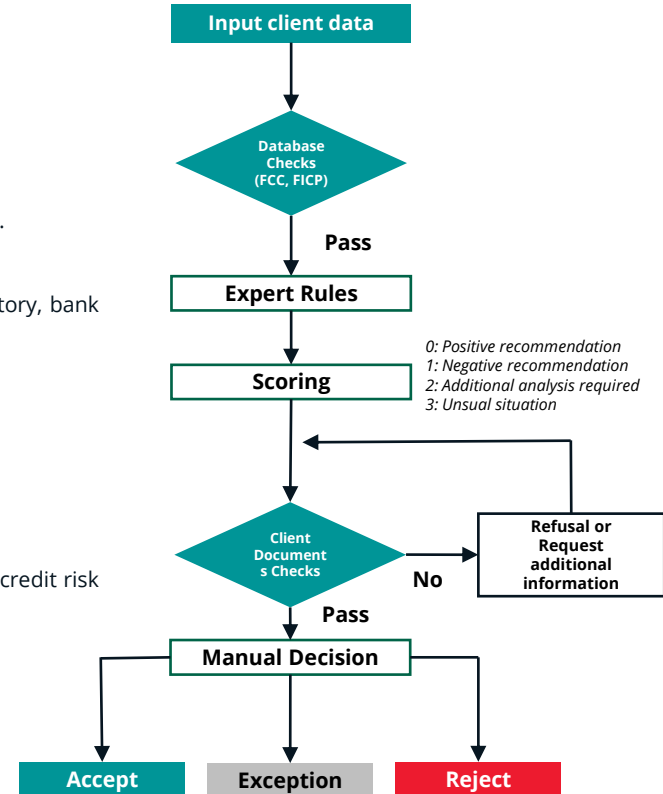 Input client data
Database
Checks
(FCC, FICP)
.
Pass
tory, bank
Expert Rules
0: Positive recommendation
1: Negative recommendation
2: Additional analysis required
3: Unsual situation
Scoring
Client
Document
s Checks
No
Refusal or
Request
additional
information
credit risk
Pass
Manual Decision
Accept
Exception
Reject